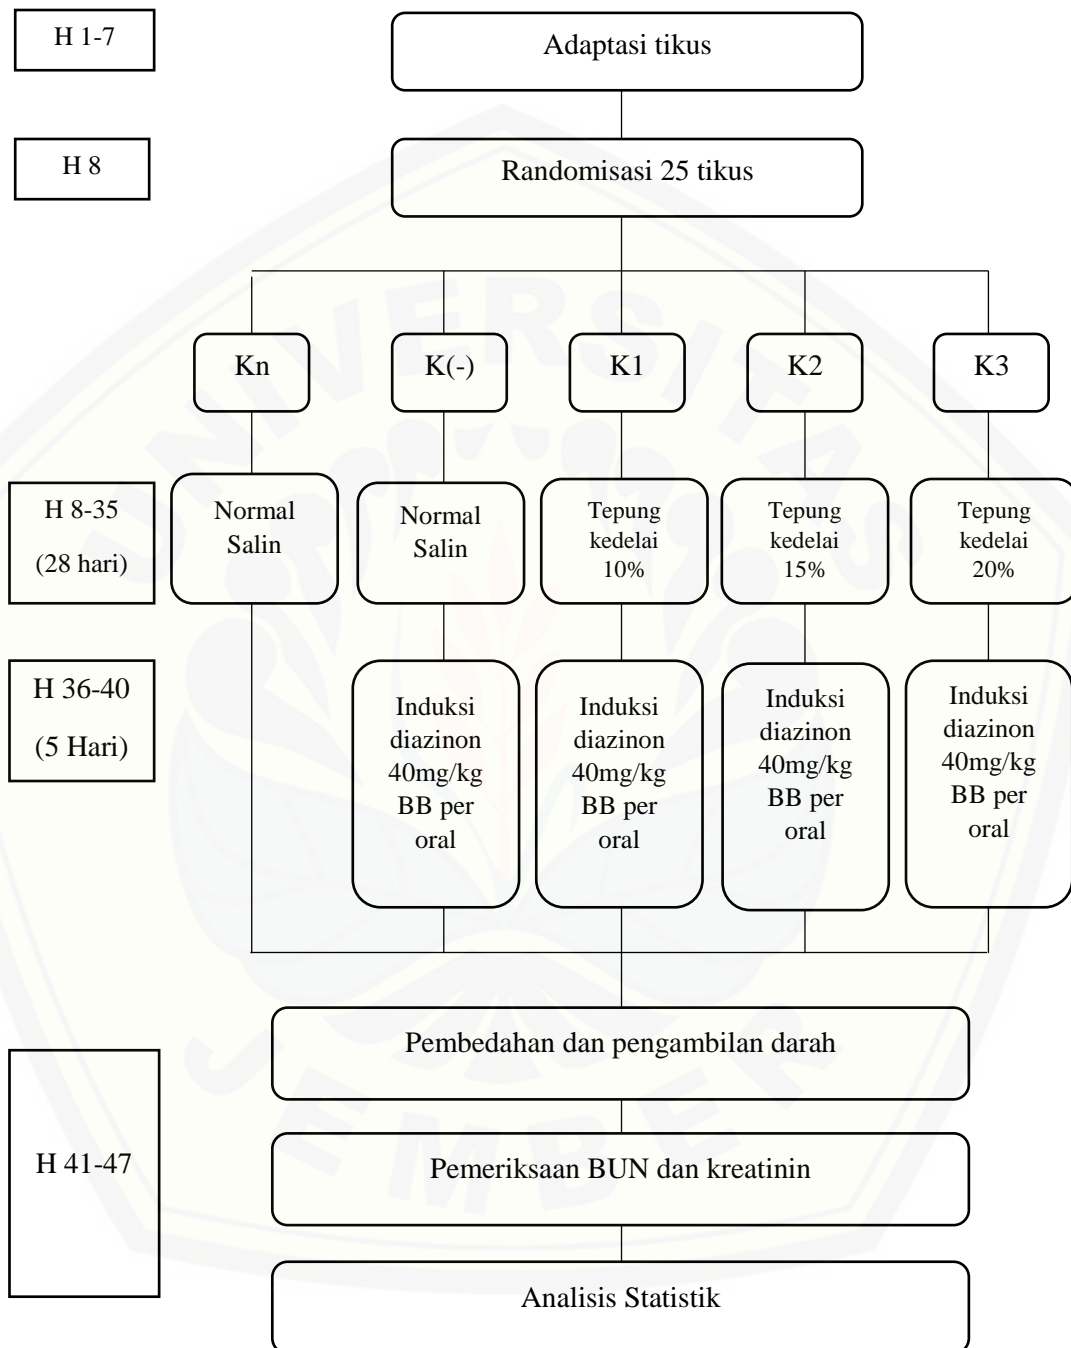 H 1-7
Adaptasi tikus
H 8
Randomisasi 25 tikus
Kn
K(-)
K1
K2
K3
H 8-35
(28 hari)
Normal
Salin
Normal
Salin
Tepung
kedelai
10%
Tepung
kedelai
15%
Tepung
kedelai
20%
H 36-40
(5 Hari)
Induksi
diazinon
40mg/kg
BB per
oral
Induksi
diazinon
40mg/kg
BB per
oral
Induksi
diazinon
40mg/kg
BB per
oral
Induksi
diazinon
40mg/kg
BB per
oral
Pembedahan dan pengambilan darah
H 41-47
Pemeriksaan BUN dan kreatinin
Analisis Statistik
UNIVERSITAS
JEMBER